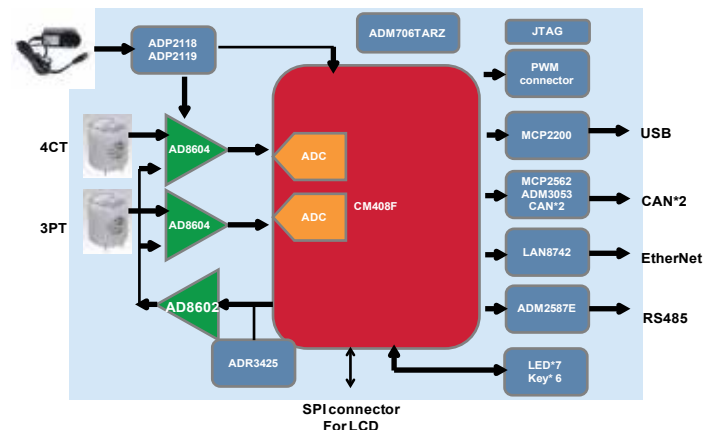 ADP2118
ADP2119
ADM706TARZ
JTAG
PWM
connector
4CT
AD8604
ADC
MCP2200
USB
MCP2562
ADM3053
CAN*2
CAN*2
3PT
AD8604
ADC
CM408F
LAN8742
EtherNet
AD8602
ADM2587E
RS485
ADR3425
LED*7
Key* 6
SPI connector
For LCD